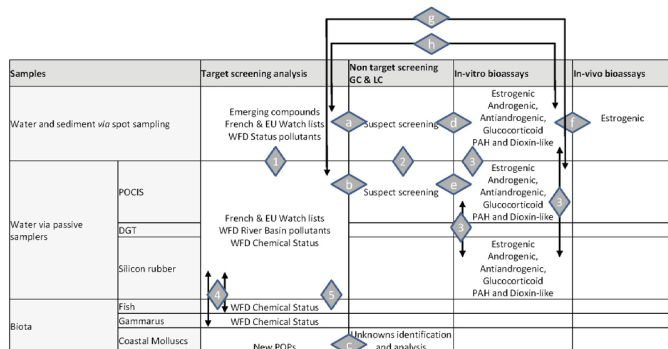 g
h
Samples Target screening analysis Non target screening GC & LC In-vitro bioassays In-vivo bioassays
Water and sediment via spot sampling
Emerging compounds
French & EU Watch lists
WFD Status pollutants
a
Suspect screening
d
Estrogenic
Androgenic,
Antiandrogenic,
Glucocorticoid
PAH and Dioxin-like
f
Estrogenic
1
2
3
Water via passive
samplers
POCIS
DGT
Silicon rubber
French & EU Watch lists
WFD River Basin pollutants
WFD Chemical Status
b
Suspect screening
e
Estrogenic
Androgenic,
Antiandrogenic,
Glucocorticoid
PAH and Dioxin-like
3
3
Estrogenic
Androgenic,
Antiandrogenic,
Glucocorticoid
PAH and Dioxin-like
4
5
Biota
Fish
WFD Chemical Status
Gammarus
WFD Chemical Status
Coastal Molluscs
New POPs
c
Unknowns identification
and analysis